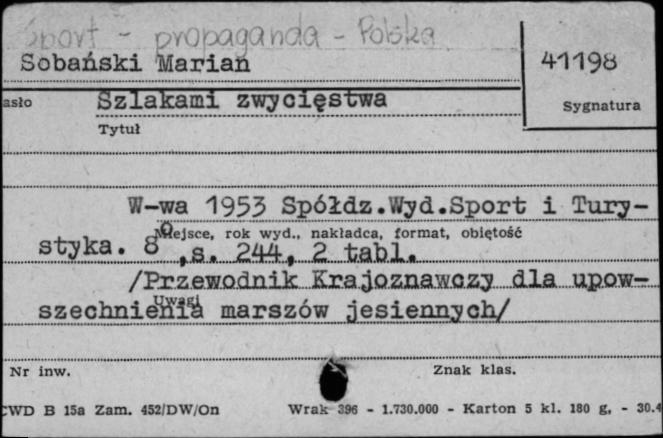 Sport - propaganda - Polska
Sobański Marian
41198
asło
Szlakami zwycięstwa
Sygnatura
Tytuł
W-wa 1953 Spółdz.Wyd.Sport i Tury-
Miejsce, rok wyd., nakładca, format, objętość
styka. 8°,s. 244, 2 tabl.
/Przewodnik Krajoznawczy dla upow-
Uwagi
szechnienia marszów jesiennych/
Nr inw.
Znak klas.
CWD B 15a Zam. 452/DW/On
Wrak 396 - 1.730.000 - Karton 5 kl. 180 g, - 30.4